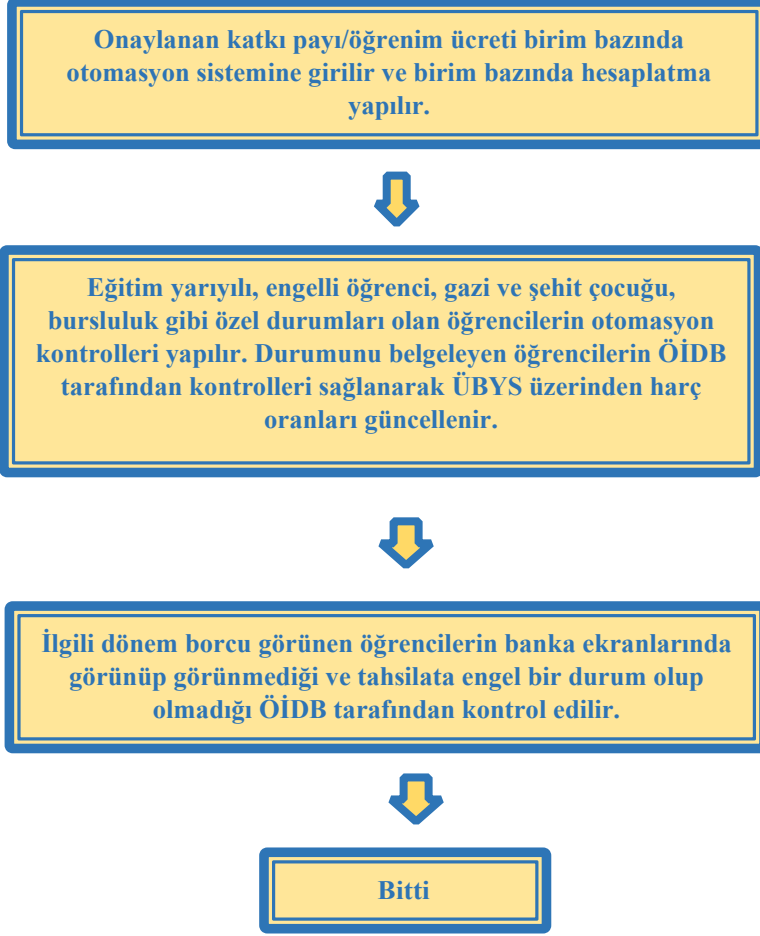 Onaylanan katkı payı/öğrenim ücreti birim bazında
otomasyon sistemine girilir ve birim bazında hesaplatma
yapılır.
Eğitim yarıyılı, engelli öğrenci, gazi ve şehit çocuğu,
bursluluk gibi özel durumları olan öğrencilerin otomasyon
kontrolleri yapılır. Durumunu belgeleyen öğrencilerin ÖİDB
tarafından kontrolleri sağlanarak ÜBYS üzerinden harç
oranları güncellenir.
İlgili dönem borcu görünen öğrencilerin banka ekranlarında
görünüp görünmediği ve tahsilata engel bir durum olup
olmadığı ÖİDB tarafından kontrol edilir.
Bitti